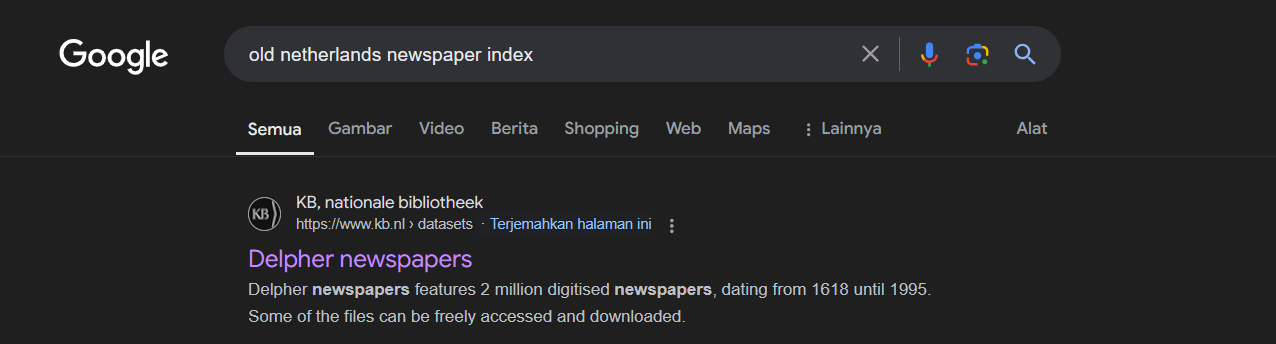 Google
old netherlands newspaper index
Semua Gambar Video Berita Shopping Web Maps Lainnya Alat
KB
KB, nationale bibliotheek
https://www.kb.nl › datasets · Terjemahkan halaman ini
Delpher newspapers
Delpher newspapers features 2 million digitised newspapers, dating from 1618 until 1995.
Some of the files can be freely accessed and downloaded.